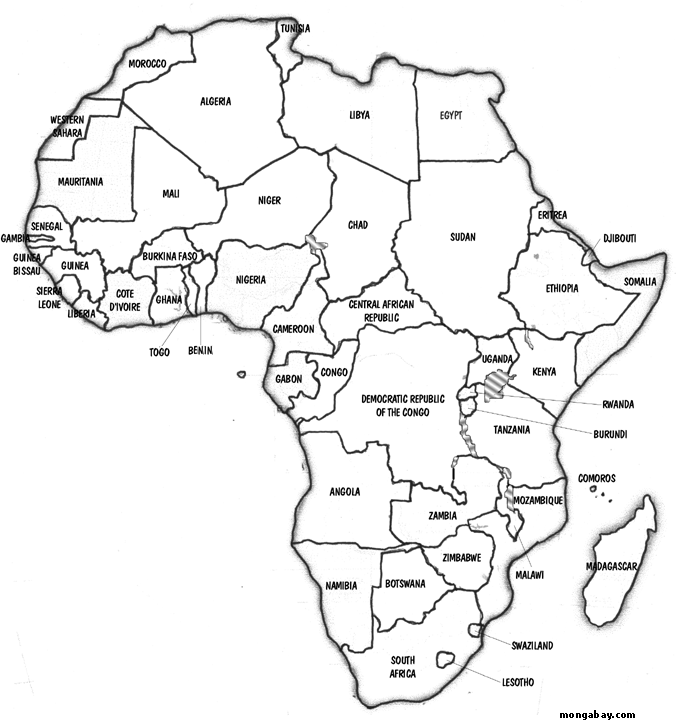 TUNISIA
MOROCCO
ALGERIA
LIBYA
EGYPT
WESTERN
SAHARA
MAURITANIA
MALI
NIGER
CHAD
SUDAN
ERITREA
DJIBOUTI
SENEGAL
GAMBIA
GUINEA
BISSAU
GUINEA
BURKINA FASO
NIGERIA
ETHIOPIA
SOMALIA
SIERRA
LEONE
LIBERIA
COTE
D'IVOIRE
GHANA
TOGO
BENIN
CAMEROON
CENTRAL AFRICAN
REPUBLIC
UGANDA
KENYA
GABON
CONGO
DEMOCRATIC REPUBLIC
OF THE CONGO
RWANDA
BURUNDI
TANZANIA
COMOROS
ANGOLA
ZAMBIA
MOZAMBIQUE
MALAWI
MADAGASCAR
ZIMBABWE
NAMIBIA
BOTSWANA
SWAZILAND
SOUTH
AFRICA
LESOTHO
mongabay.com